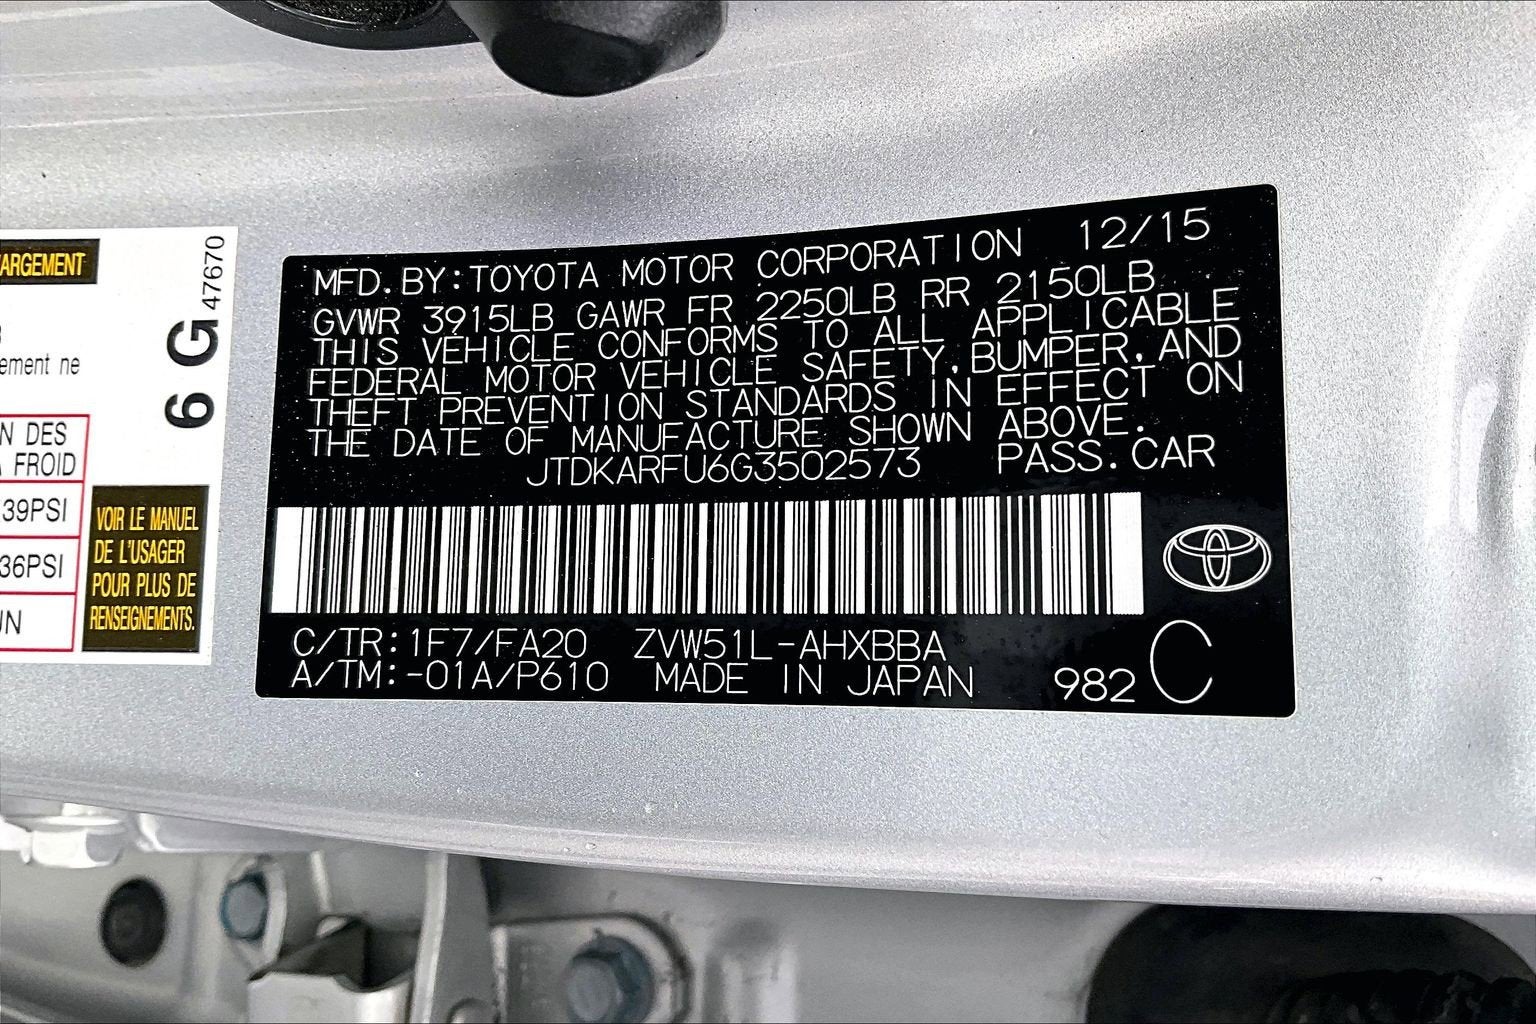 ARGEMENT
ement ne
N DES
FROID
39PSI
36PSI
UN
VOIR LE MANUEL
DE L'USAGER
POUR PLUS DE
RENSEIGNEMENTS.
6 G 47670
MFD. BY: TOYOTA MOTOR CORPORATION 12/15
GVWR 3915LB GAWR FR 2250LB RR 2150LB
THIS VEHICLE CONFORMS TO ALL APPLICABLE
FEDERAL MOTOR VEHICLE SAFETY, BUMPER, AND
THEFT PREVENTION STANDARDS IN EFFECT ON
THE DATE OF MANUFACTURE SHOWN ABOVE.
JTDKARFU6G3502573 PASS. CAR
C/TR: 1F7/FA20 ZVW51L-AHXBBA
A/TM: -01A/P610 MADE IN JAPAN 982 C